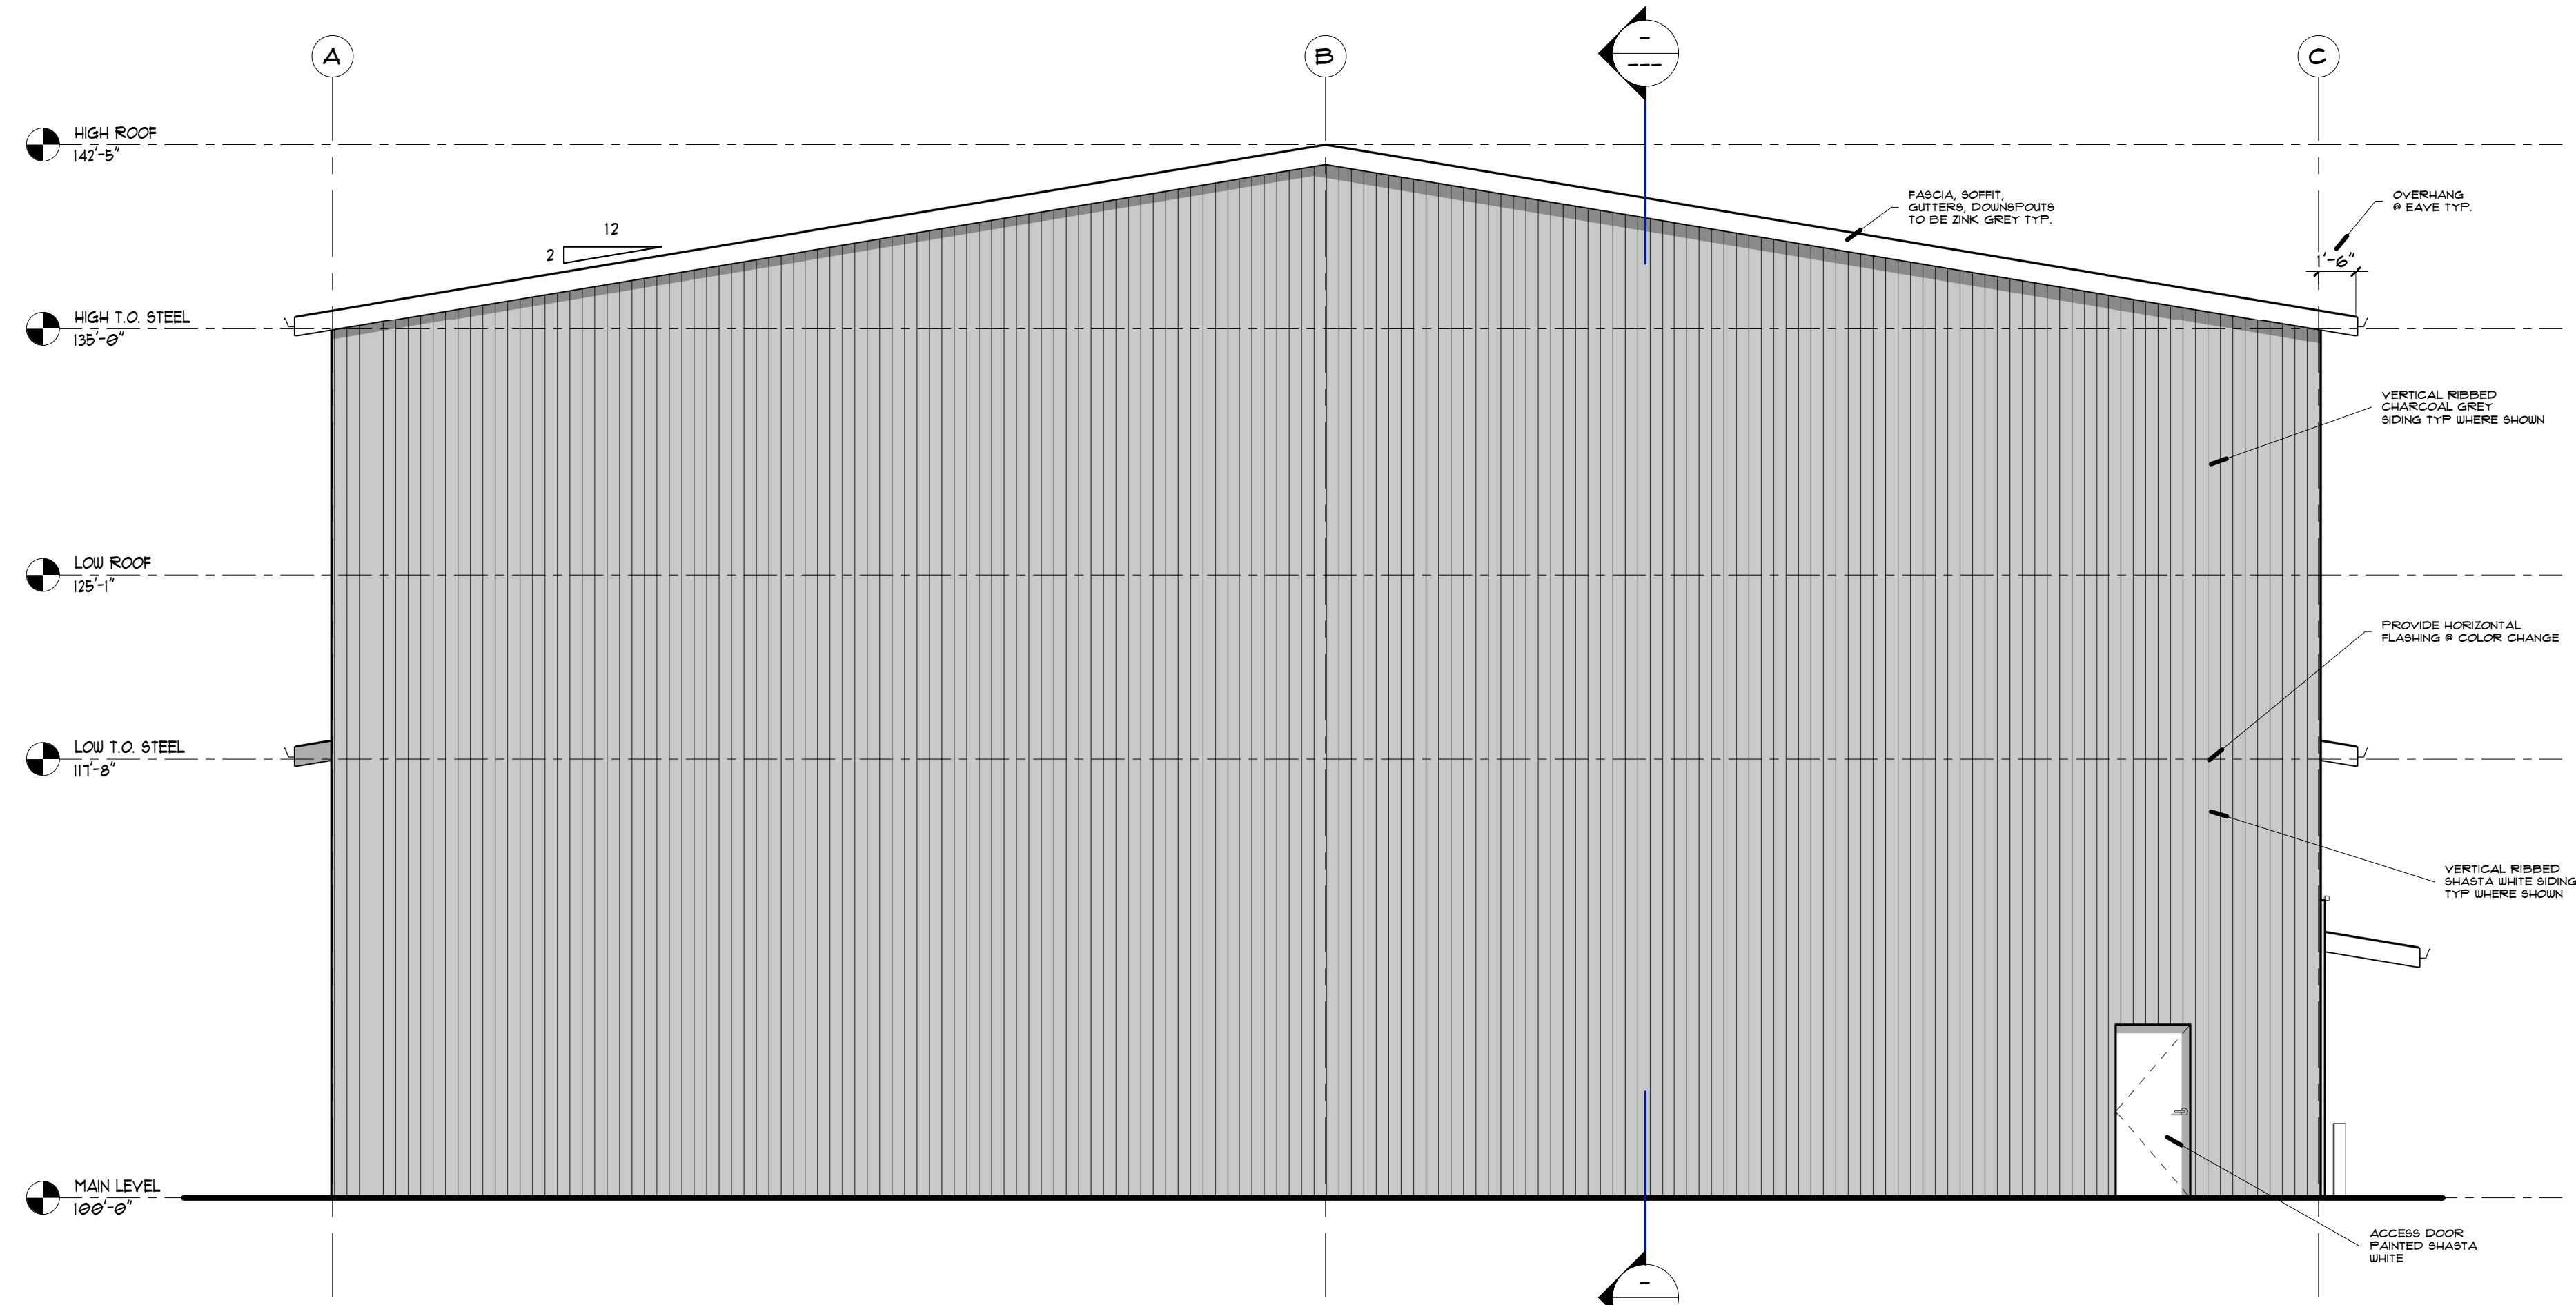 A
B
-
---
C
HIGH ROOF
142'-5"
FASCIA, SOFFIT,
GUTTERS, DOWNSPOUTS
TO BE ZINK GREY TYP.
OVERHANG
@ EAVE TYP.
12
2
1'-6"
HIGH T.O. STEEL
135'-0"
VERTICAL RIBBED
CHARCOAL GREY
SIDING TYP WHERE SHOWN
LOW ROOF
125'-1"
PROVIDE HORIZONTAL
FLASHING @ COLOR CHANGE
LOW T.O. STEEL
117'-8"
VERTICAL RIBBED
SHASTA WHITE SIDING
TYP WHERE SHOWN
MAIN LEVEL
100'-0"
ACCESS DOOR
PAINTED SHASTA
WHITE
-